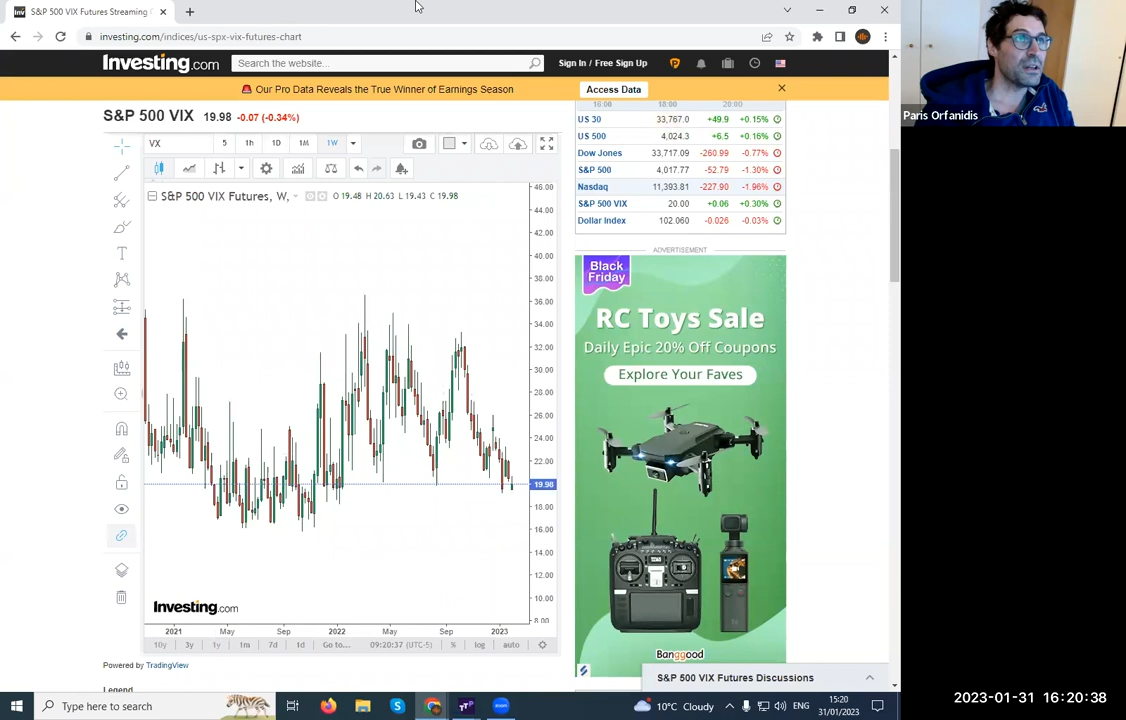 S&P 500 VIX Futures Streaming
investing.com/indices/us-spx-vix-futures-chart
Investing.com
Search the website...
Sign In / Free Sign Up
Our Pro Data Reveals the True Winner of Earnings Season
Access Data
S&P 500 VIX 19.98 -0.07 (-0.34%)
VX 5 1h 1D 1M 1W
S&P 500 VIX Futures, W, O 19.48 H 20.63 L 19.43 C 19.98
46.00
44.00
42.00
40.00
38.00
36.00
34.00
32.00
30.00
28.00
26.00
24.00
22.00
19.98
18.00
16.00
14.00
12.00
10.00
8.00
Investing.com
2021 May Sep 2022 May Sep 2023
10y 3y 1y 1m 7d 1d Go to... 09:20:37 (UTC-5) % log auto
Powered by TradingView
Legend
16:00 18:00 20:00
US 30 33,767.0 +49.9 +0.15%
US 500 4,024.3 +6.5 +0.16%
Dow Jones 33,717.09 -260.99 -0.77%
S&P 500 4,017.77 -52.79 -1.30%
Nasdaq 11,393.81 -227.90 -1.96%
S&P 500 VIX 20.00 +0.06 +0.30%
Dollar Index 102.060 -0.026 -0.03%
ADVERTISEMENT
Black
Friday
RC Toys Sale
Daily Epic 20% Off Coupons
Explore Your Faves
Banggood
S&P 500 VIX Futures Discussions
Paris Orfanidis
Type here to search
10°C Cloudy
ENG
15:20
31/01/2023
2023-01-31 16:20:38